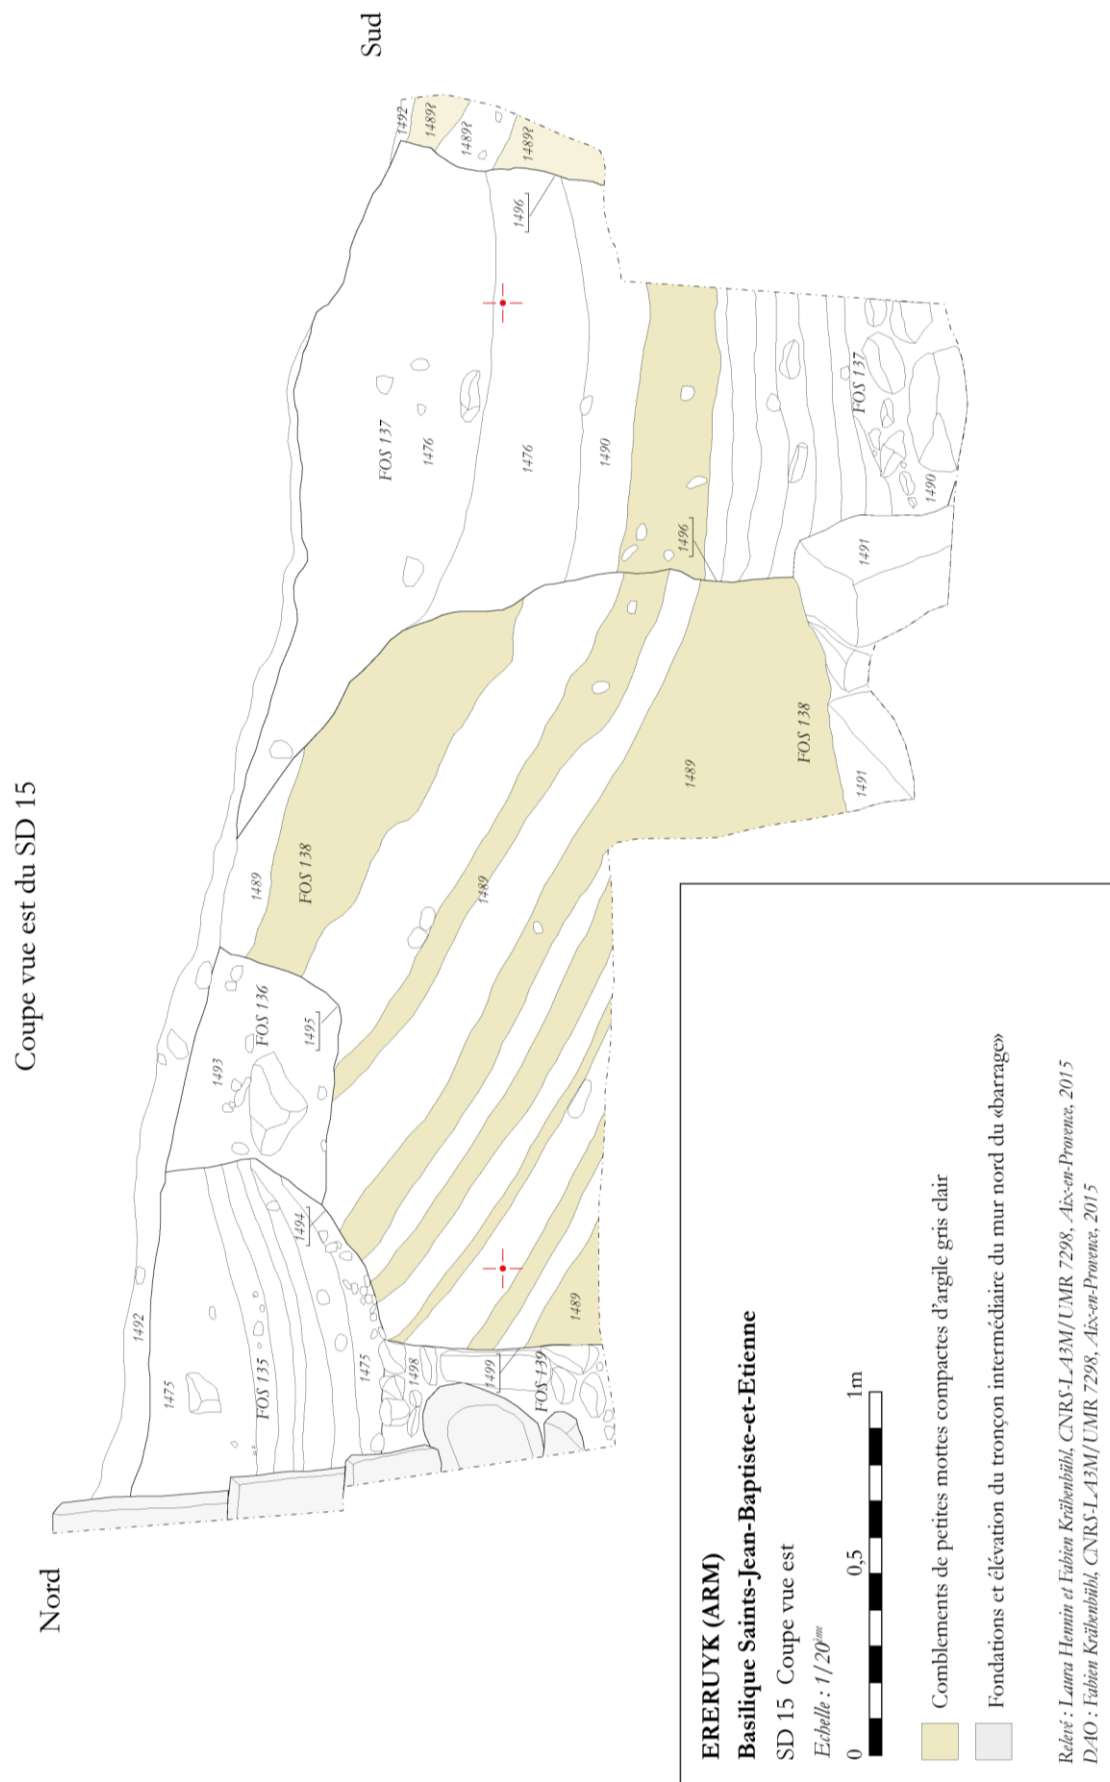 Coupe vue est du SD 15
Nord
Sud
1492
1475
FOS 135
1475
1494
1498
1499
FOS 139
1493
FOS 136
1495
1489
FOS 138
1489
1489
1489
FOS 138
1491
1491
FOS 137
1476
1476
1490
1496
1496
FOS 137
1490
1492
1489?
1489?
1489?
ERERUYK (ARM)
Basilique Saints-Jean-Baptiste-et-Etienne
SD 15 Coupe vue est
Echelle : 1/20ème
0
0,5
1m
Comblements de petites mottes compactes d'argile gris clair
Fondations et élévation du tronçon intermédiaire du mur nord du «barrage»
Relevé : Laura Hennin et Fabien Krähenbühl, CNRS-LA3M/UMR 7298, Aix-en-Provence, 2015
DAO : Fabien Krähenbühl, CNRS-LA3M/UMR 7298, Aix-en-Provence, 2015